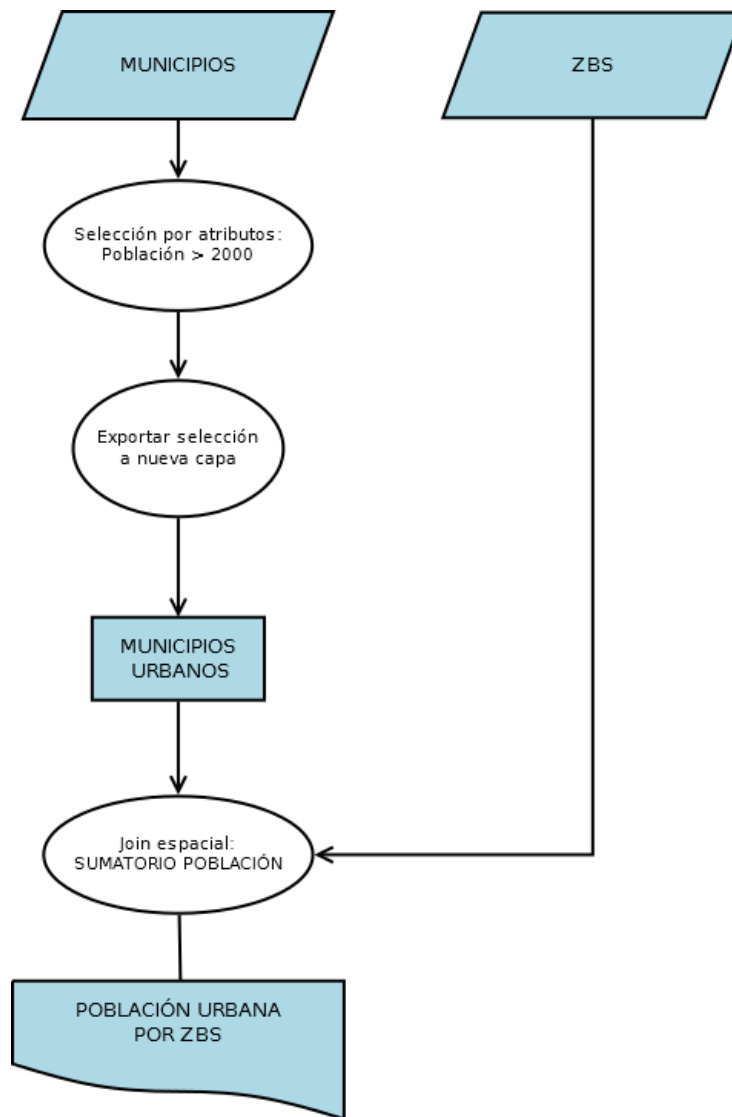 MUNICIPIOS
ZBS
Selección por atributos:
Población > 2000
Exportar selección
a nueva capa
MUNICIPIOS
URBANOS
Join espacial:
SUMATORIO POBLACIÓN
POBLACIÓN URBANA
POR ZBS